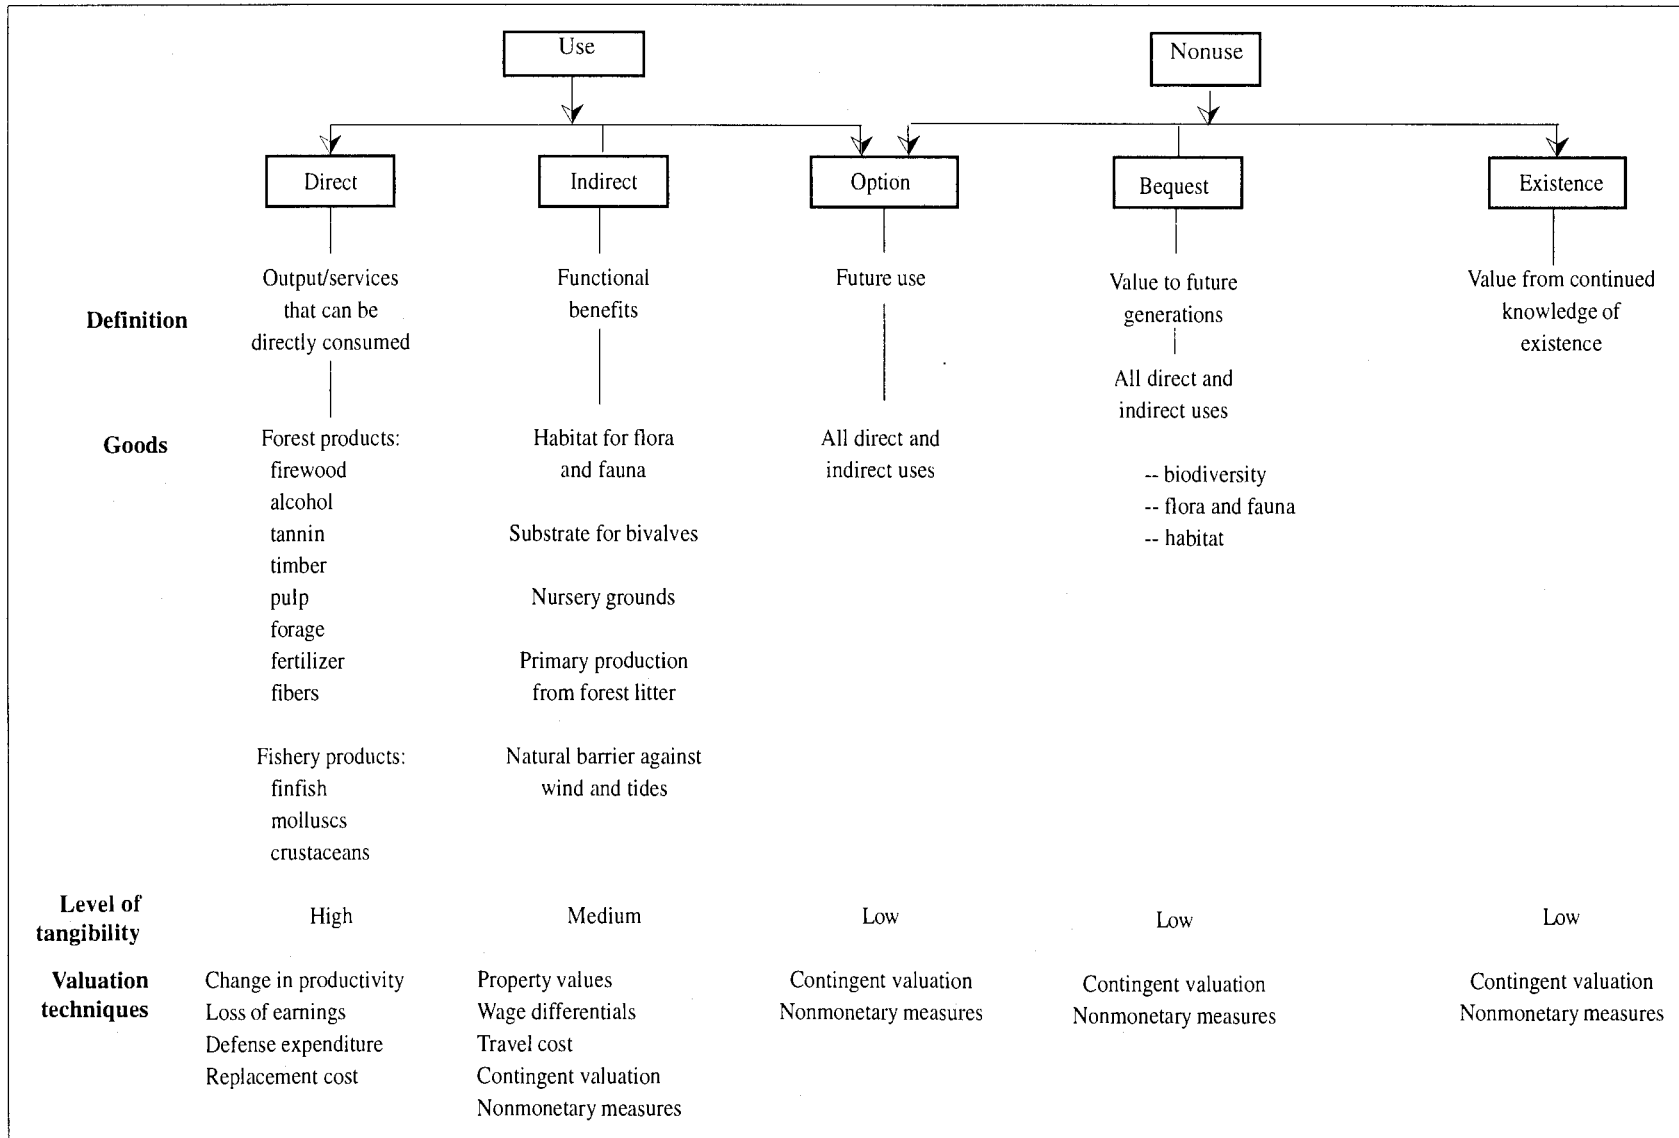 Use
Nonuse
Direct
Indirect
Option
Bequest
Existence
Definition
Output/services
that can be
directly consumed
Functional
benefits
Future use
Value to future
generations
Value from continued
knowledge of
existence
Goods
Forest products:
firewood
alcohol
tannin
timber
pulp
forage
fertilizer
fibers
Fishery products:
finfish
molluscs
crustaceans
Habitat for flora
and fauna
Substrate for bivalves
Nursery grounds
Primary production
from forest litter
Natural barrier against
wind and tides
All direct and
indirect uses
All direct and
indirect uses
-- biodiversity
-- flora and fauna
-- habitat
Level of
tangibility
High
Medium
Low
Low
Low
Valuation
techniques
Change in productivity
Loss of earnings
Defense expenditure
Replacement cost
Property values
Wage differentials
Travel cost
Contingent valuation
Nonmonetary measures
Contingent valuation
Nonmonetary measures
Contingent valuation
Nonmonetary measures
Contingent valuation
Nonmonetary measures